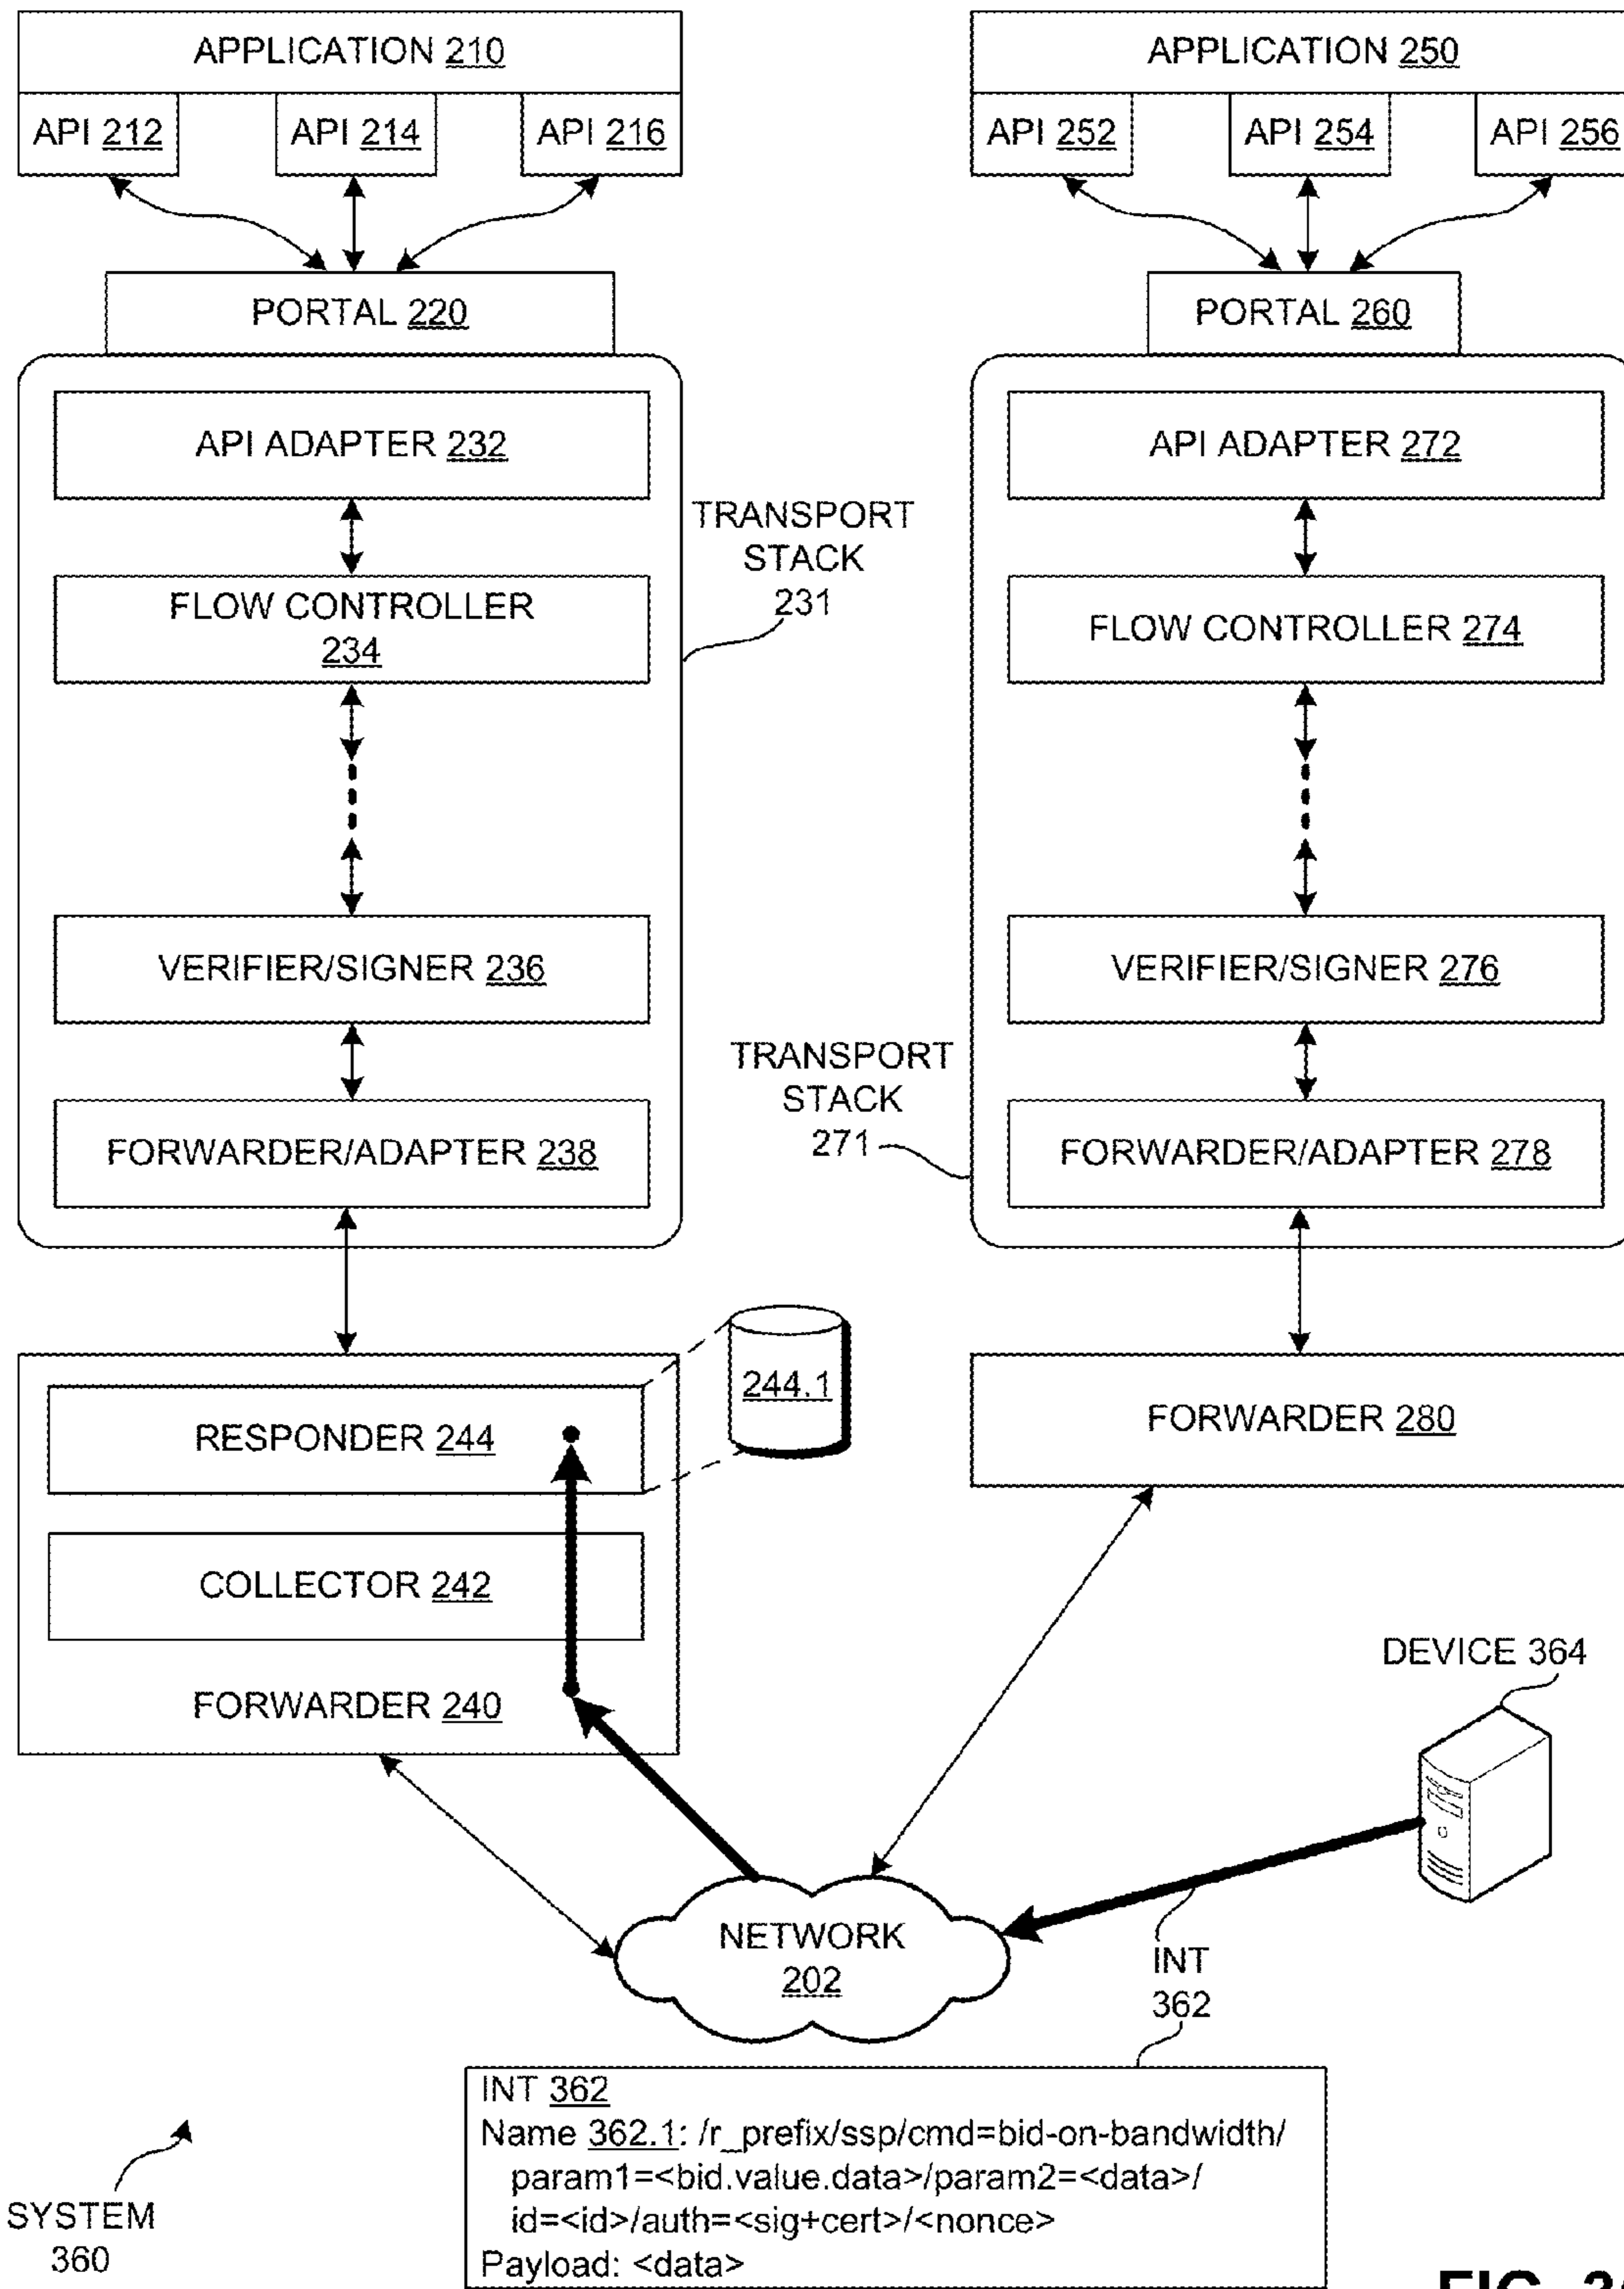 APPLICATION 210
API 212
API 214
API 216
PORTAL 220
API ADAPTER 232
FLOW CONTROLLER
234
VERIFIER/SIGNER 236
FORWARDER/ADAPTER 238
TRANSPORT
STACK
231
APPLICATION 250
API 252
API 254
API 256
PORTAL 260
API ADAPTER 272
FLOW CONTROLLER 274
VERIFIER/SIGNER 276
FORWARDER/ADAPTER 278
TRANSPORT
STACK
271
RESPONDER 244
244.1
COLLECTOR 242
FORWARDER 240
FORWARDER 280
DEVICE 364
NETWORK
202
INT
362
INT 362
Name 362.1: /r_prefix/ssp/cmd=bid-on-bandwidth/
param1=<bid.value.data>/param2=<data>/
id=<id>/auth=<sig+cert>/<nonce>
Payload: <data>
SYSTEM
360
FIG.